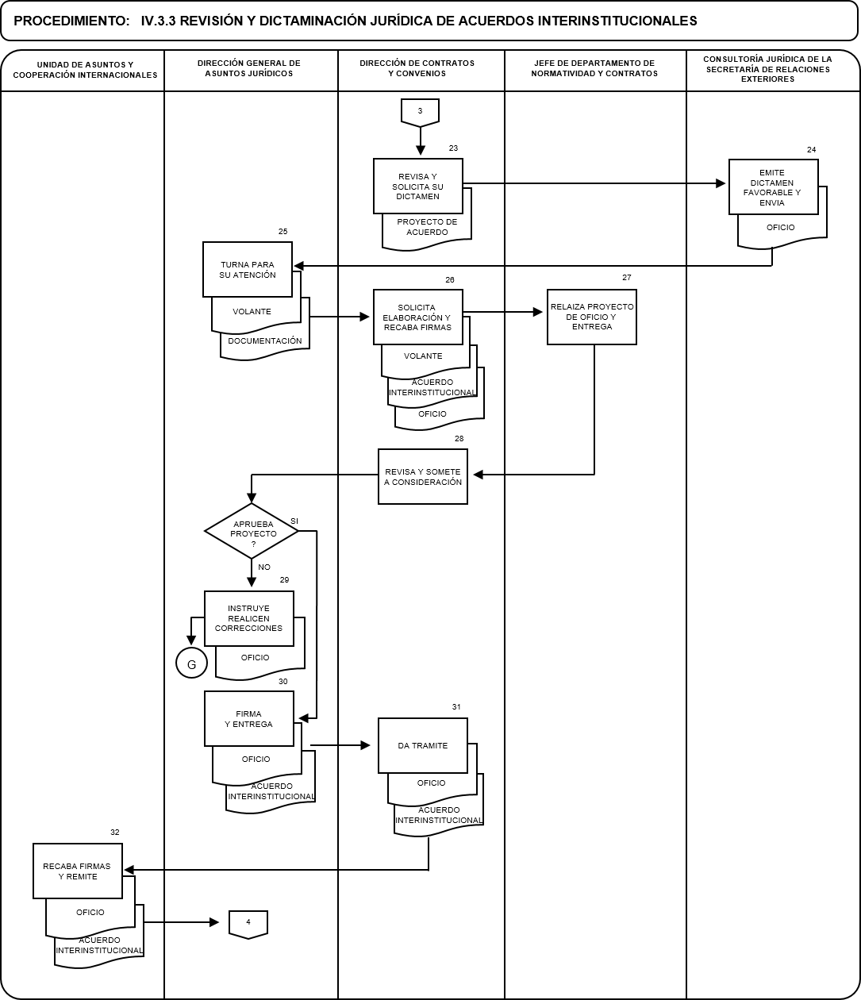 PROCEDIMIENTO: IV.3.3 REVISIÓN Y DICTAMINACIÓN JURÍDICA DE ACUERDOS INTERINSTITUCIONALES
UNIDAD DE ASUNTOS Y
COOPERACIÓN INTERNACIONALES
DIRECCIÓN GENERAL DE
ASUNTOS JURÍDICOS
DIRECCIÓN DE CONTRATOS
Y CONVENIOS
JEFE DE DEPARTAMENTO DE
NORMATIVIDAD Y CONTRATOS
CONSULTORÍA JURÍDICA DE LA
SECRETARÍA DE RELACIONES
EXTERIORES
3
23
REVISA Y
SOLICITA SU
DICTAMEN
PROYECTO DE
ACUERDO
24
EMITE
DICTAMEN
FAVORABLE Y
ENVIA
OFICIO
25
TURNA PARA
SU ATENCIÓN
VOLANTE
DOCUMENTACIÓN
26
SOLICITA
ELABORACIÓN Y
RECABA FIRMAS
VOLANTE
ACUERDO
INTERINSTITUCIONAL
OFICIO
27
RELAIZA PROYECTO
DE OFICIO Y
ENTREGA
28
REVISA Y SOMETE
A CONSIDERACIÓN
APRUEBA
PROYECTO
?
SI
NO
29
INSTRUYE
REALICEN
CORRECCIONES
OFICIO
G
30
FIRMA
Y ENTREGA
OFICIO
ACUERDO
INTERINSTITUCIONAL
31
DA TRAMITE
OFICIO
ACUERDO
INTERINSTITUCIONAL
32
RECABA FIRMAS
Y REMITE
OFICIO
ACUERDO
INTERINSTITUCIONAL
4